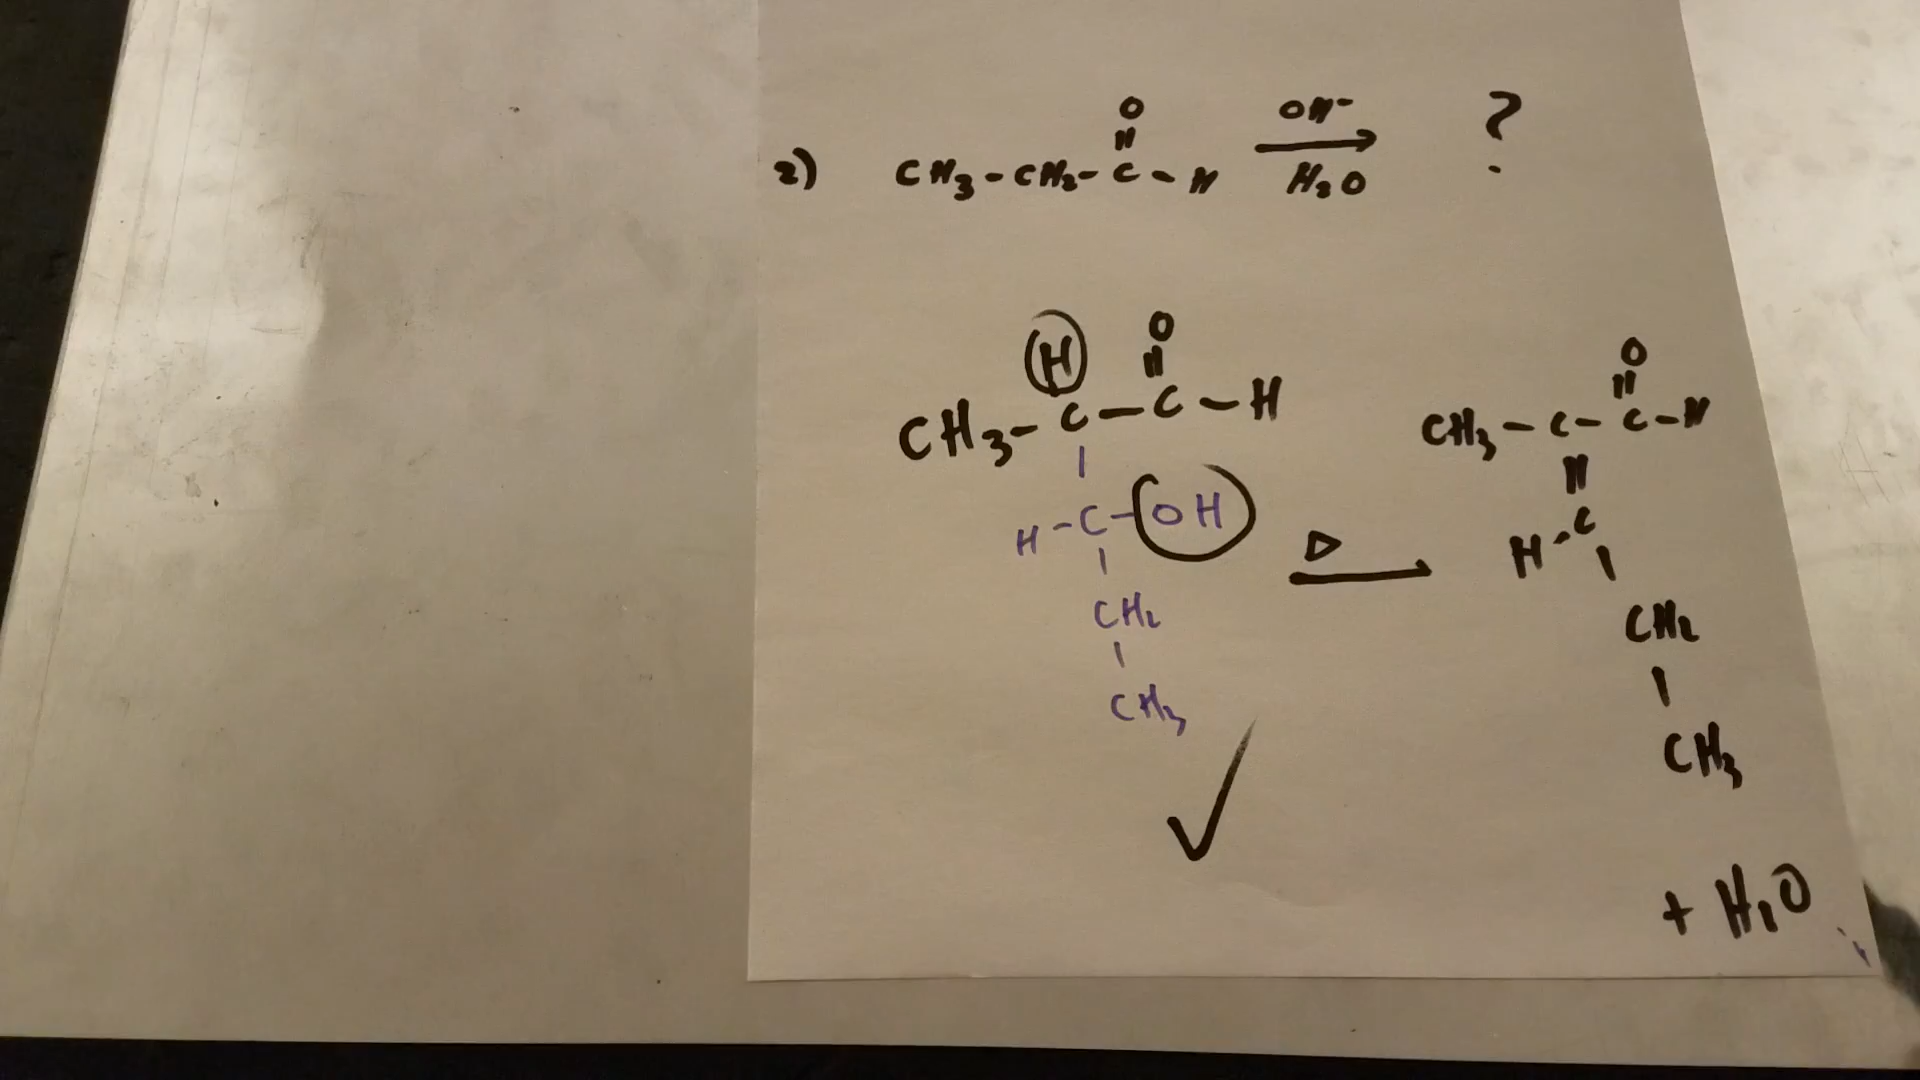 O OH⁻ ?
2) CH₃-CH₂-C-H H₂O
(H) O
CH₃-C-C-H
H-C-OH
CH₂
CH₃
Δ
O
CH₃-C-C-H
H-C
CH₂
CH₃
+ H₂O